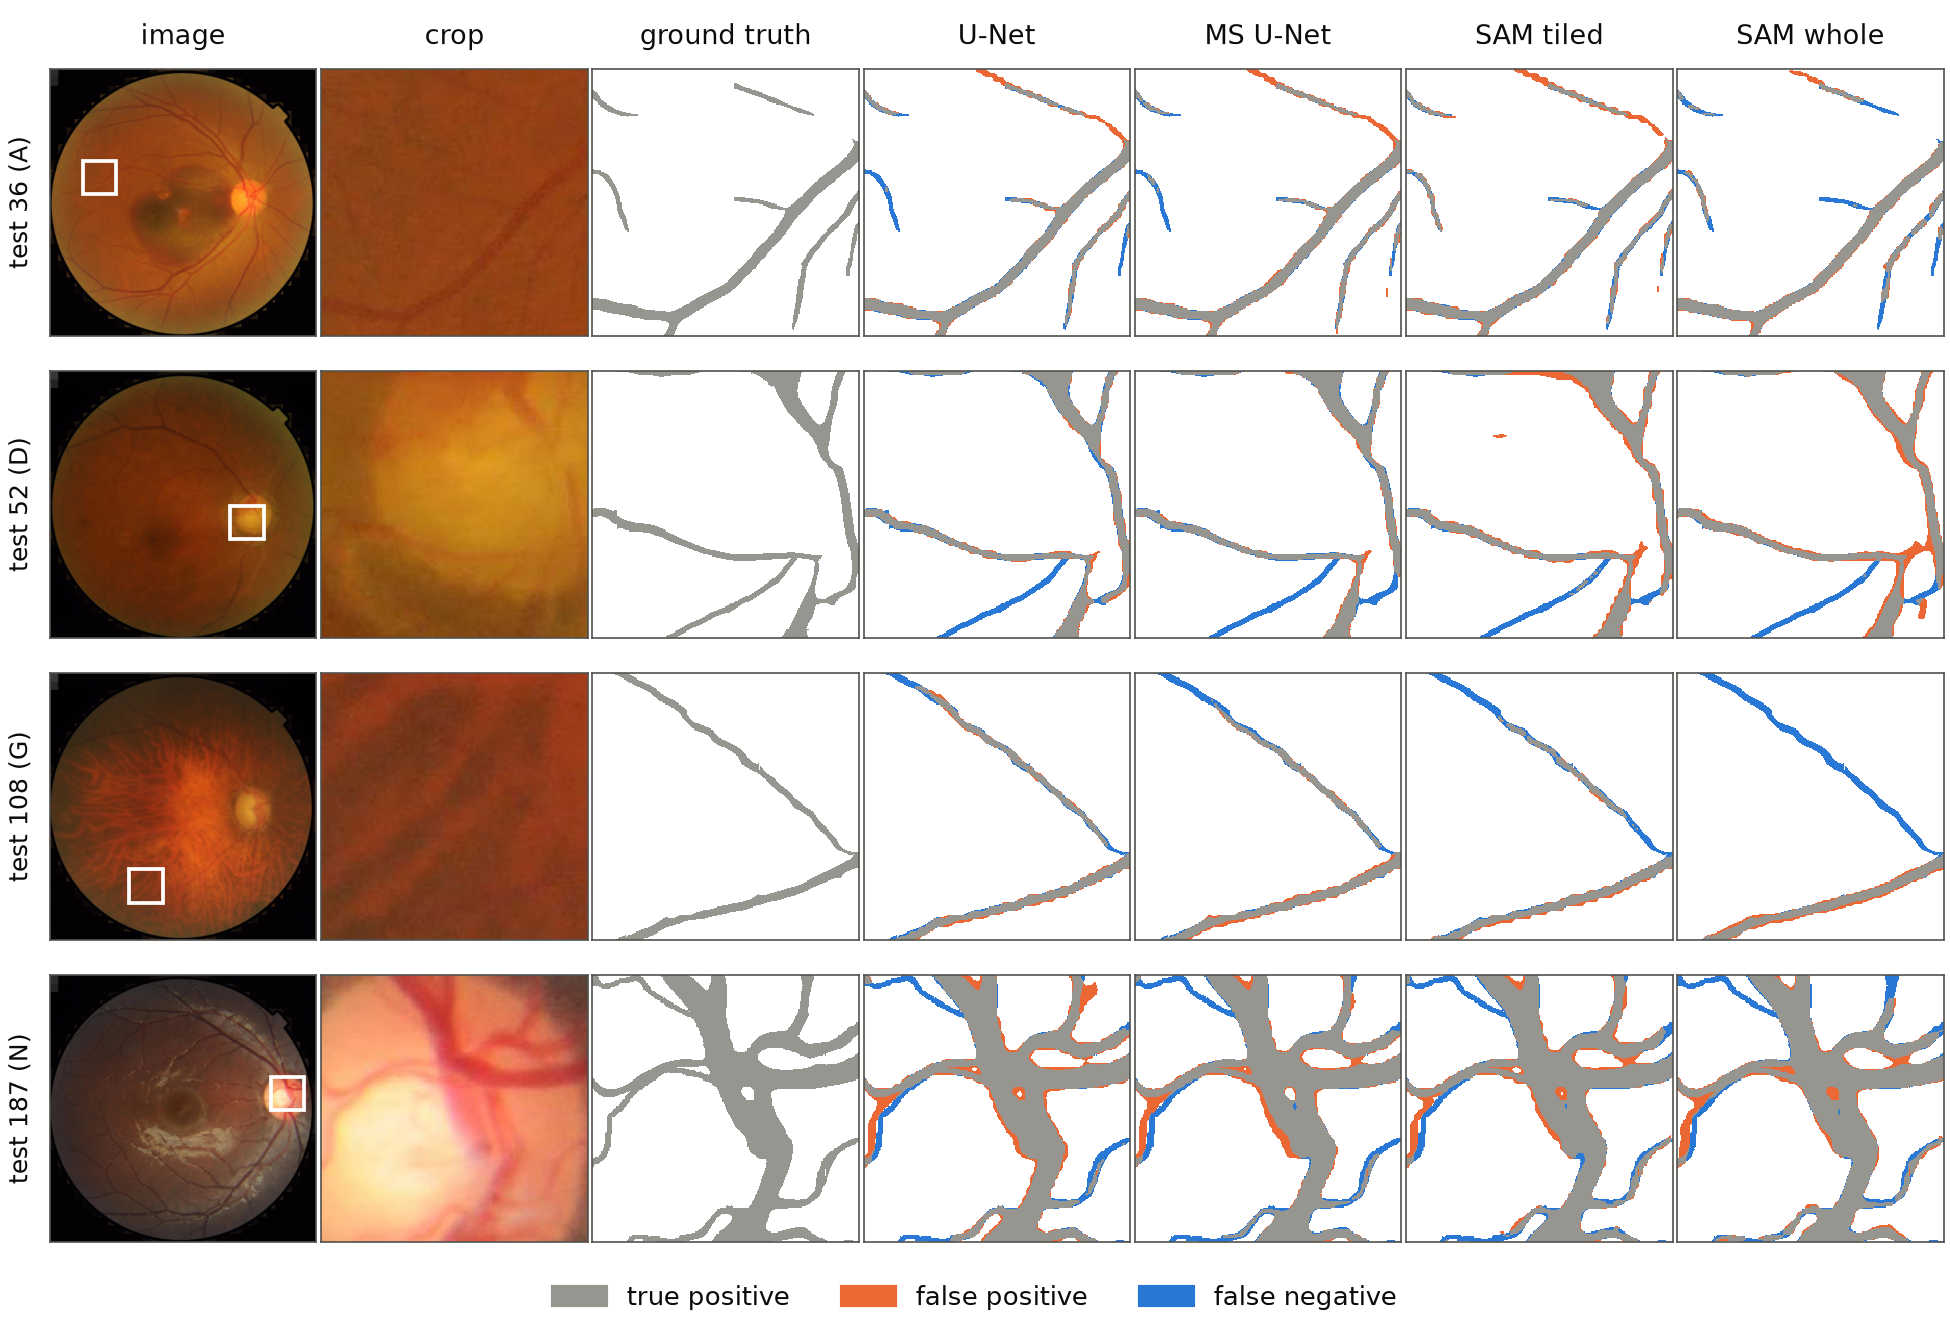 image crop ground truth U-Net MS U-Net SAM tiled SAM whole
test 36 (A)
test 52 (D)
test 108 (G)
test 187 (N)
true positive false positive false negative